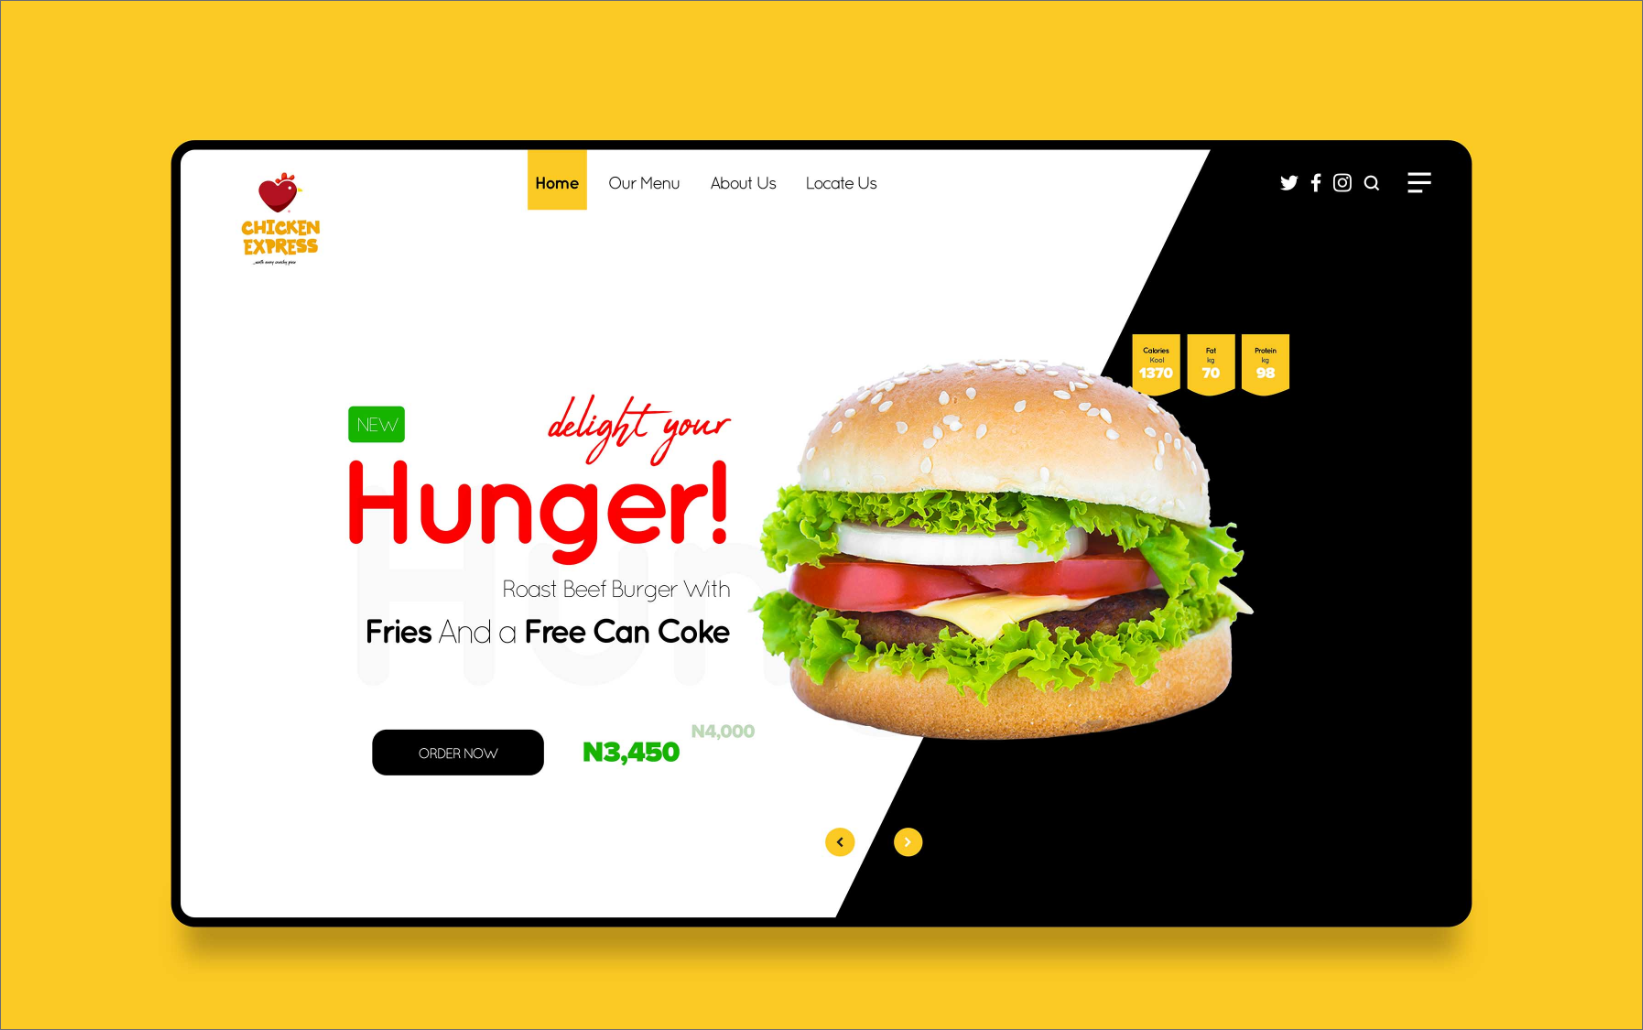 Home Our Menu About Us Locate Us
CHICKEN
EXPRESS
Calories Fat Protein
Kcal kg kg
1370 70 98
NEW
delight your
Hunger!
Hun
Roast Beef Burger With
Fries And a Free Can Coke
N4,000
ORDER NOW N3,450